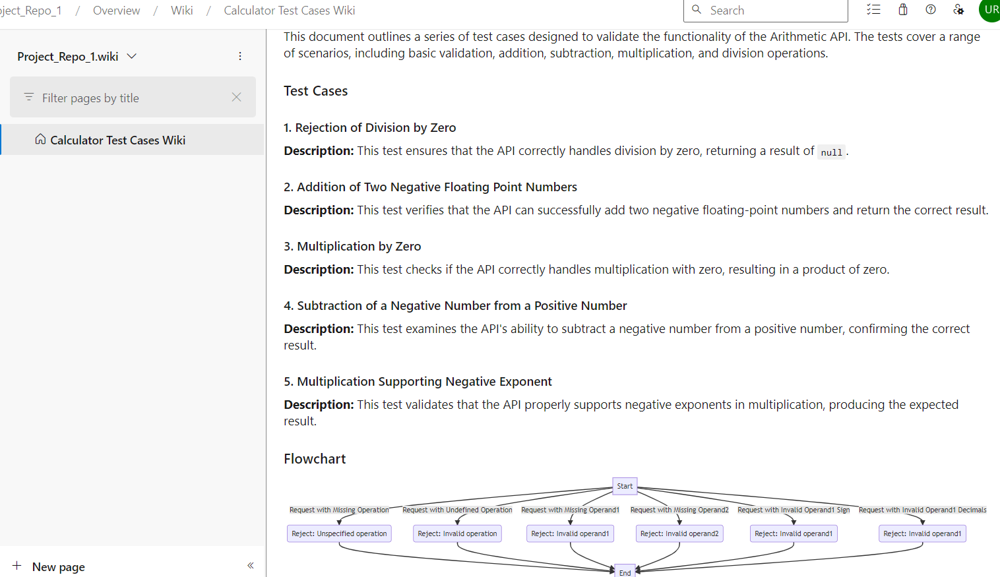 ject_Repo_1 / Overview / Wiki / Calculator Test Cases Wiki
Search
UR
Project_Repo_1.wiki
Filter pages by title
Calculator Test Cases Wiki
New page
This document outlines a series of test cases designed to validate the functionality of the Arithmetic API. The tests cover a range
of scenarios, including basic validation, addition, subtraction, multiplication, and division operations.
Test Cases
1. Rejection of Division by Zero
Description: This test ensures that the API correctly handles division by zero, returning a result of null.
2. Addition of Two Negative Floating Point Numbers
Description: This test verifies that the API can successfully add two negative floating-point numbers and return the correct result.
3. Multiplication by Zero
Description: This test checks if the API correctly handles multiplication with zero, resulting in a product of zero.
4. Subtraction of a Negative Number from a Positive Number
Description: This test examines the API's ability to subtract a negative number from a positive number, confirming the correct
result.
5. Multiplication Supporting Negative Exponent
Description: This test validates that the API properly supports negative exponents in multiplication, producing the expected
result.
Flowchart
Start
Request with Missing Operation
Request with Undefined Operation
Request with Missing Operand1
Request with Missing Operand2
Request with Invalid Operand1 Sign
Request with Invalid Operand1 Decimals
Reject: Unspecified operation
Reject: Invalid operation
Reject: Invalid operand1
Reject: Invalid operand2
Reject: Invalid operand1
Reject: Invalid operand1
End